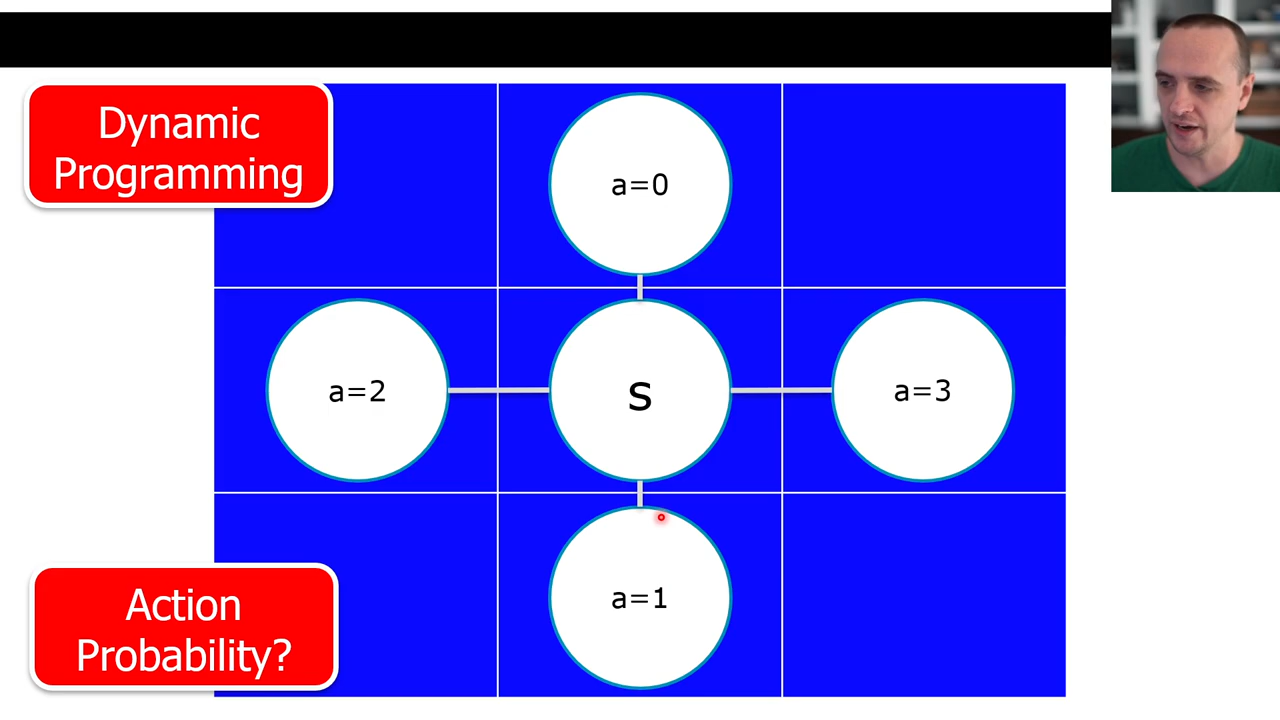 Dynamic
Programming
a=0
a=2
s
a=3
a=1
Action
Probability?